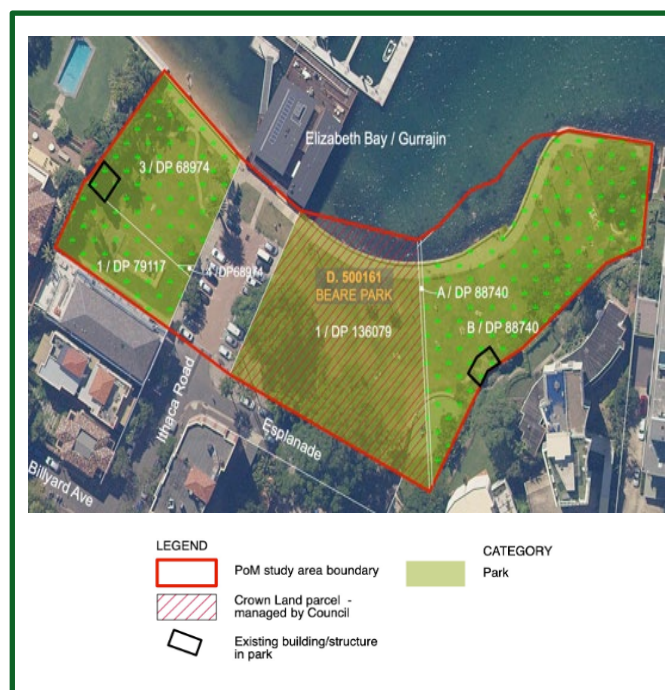 Elizabeth Bay / Gurrajin
3 / DP 68974
1 / DP 79117
4 / DP68974
D. 500161
BEARE PARK
1 / DP 136079
A / DP 88740
B / DP 88740
Ithaca Road
Esplanade
Billyard Ave
LEGEND
PoM study area boundary
Crown Land parcel -
managed by Council
Existing building/structure
in park
CATEGORY
Park